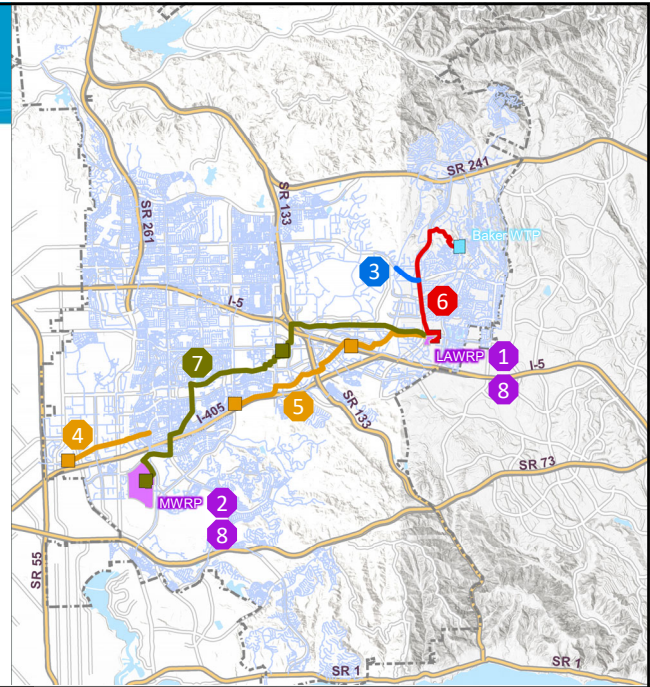 SR 241
SR 133
SR 261
Baker WTP
3
6
I-5
7
LAWRP 1
I-5
8
5
I-405
SR 133
4
SR 73
MWRP 2
8
SR 55
SR 1
SR 1